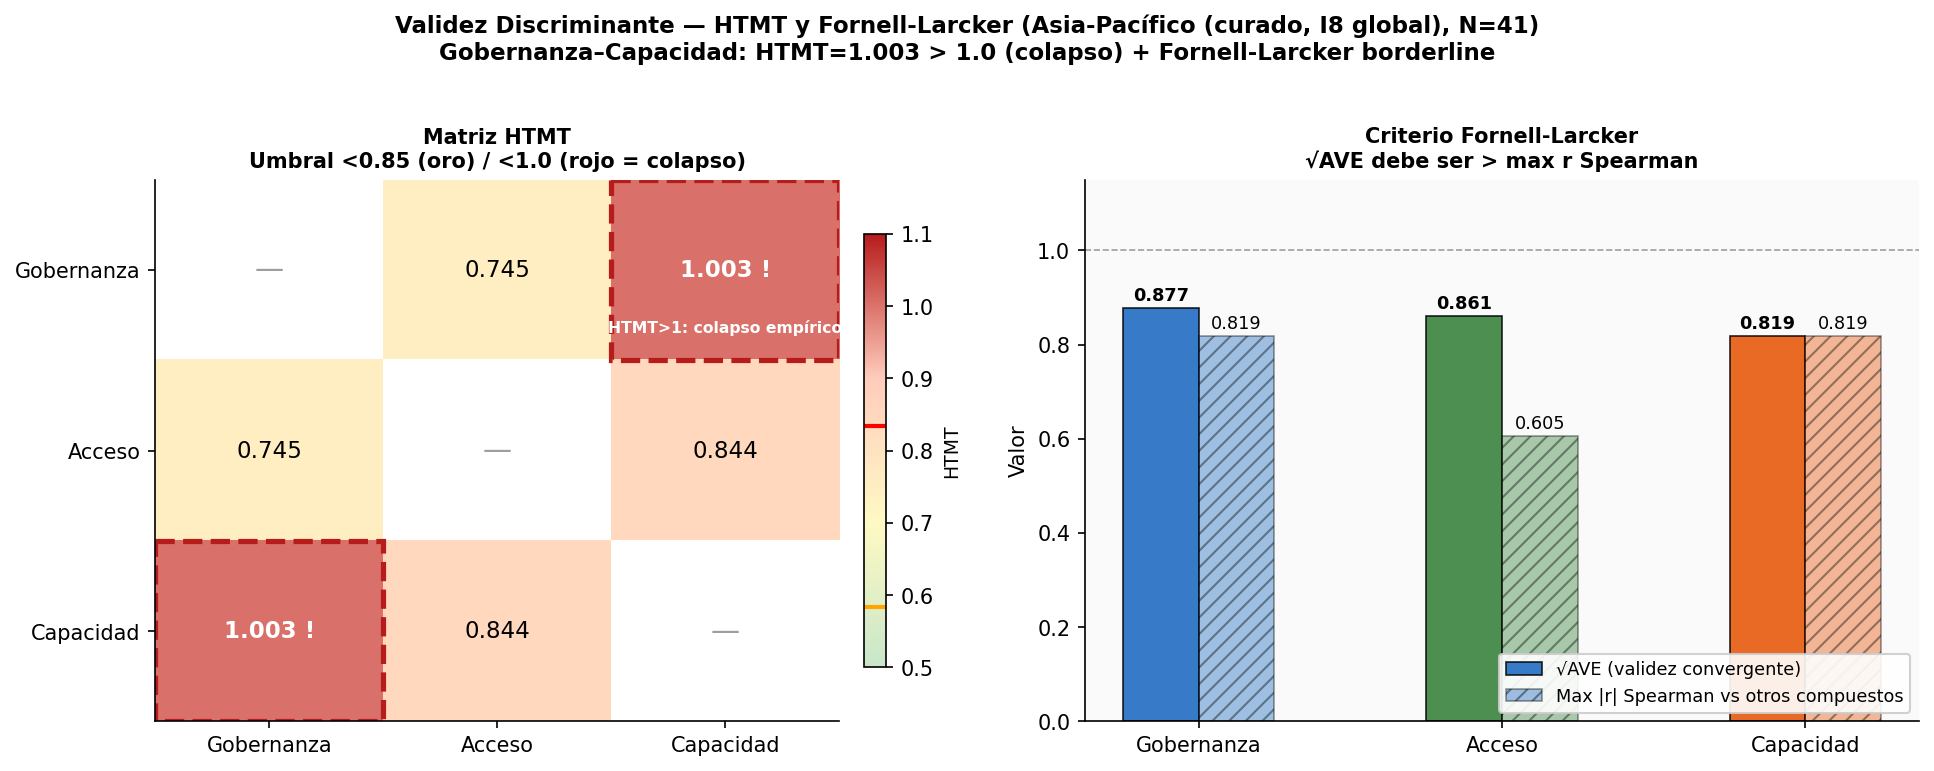 Validez Discriminante — HTMT y Fornell-Larcker (Asia-Pacífico (curado, I8 global), N=41)
Gobernanza–Capacidad: HTMT=1.003 > 1.0 (colapso) + Fornell-Larcker borderline
Matriz HTMT
Umbral <0.85 (oro) / <1.0 (rojo = colapso)
Gobernanza
—
0.745
1.003 !
HTMT>1: colapso empírico
Acceso
0.745
—
0.844
Capacidad
1.003 !
0.844
—
Gobernanza
Acceso
Capacidad
1.1
1.0
0.9
0.8
0.7
0.6
0.5
HTMT
Criterio Fornell-Larcker
√AVE debe ser > max r Spearman
Valor
1.0
0.8
0.6
0.4
0.2
0.0
0.877
0.819
0.861
0.605
0.819
0.819
√AVE (validez convergente)
Max |r| Spearman vs otros compuestos
Gobernanza
Acceso
Capacidad